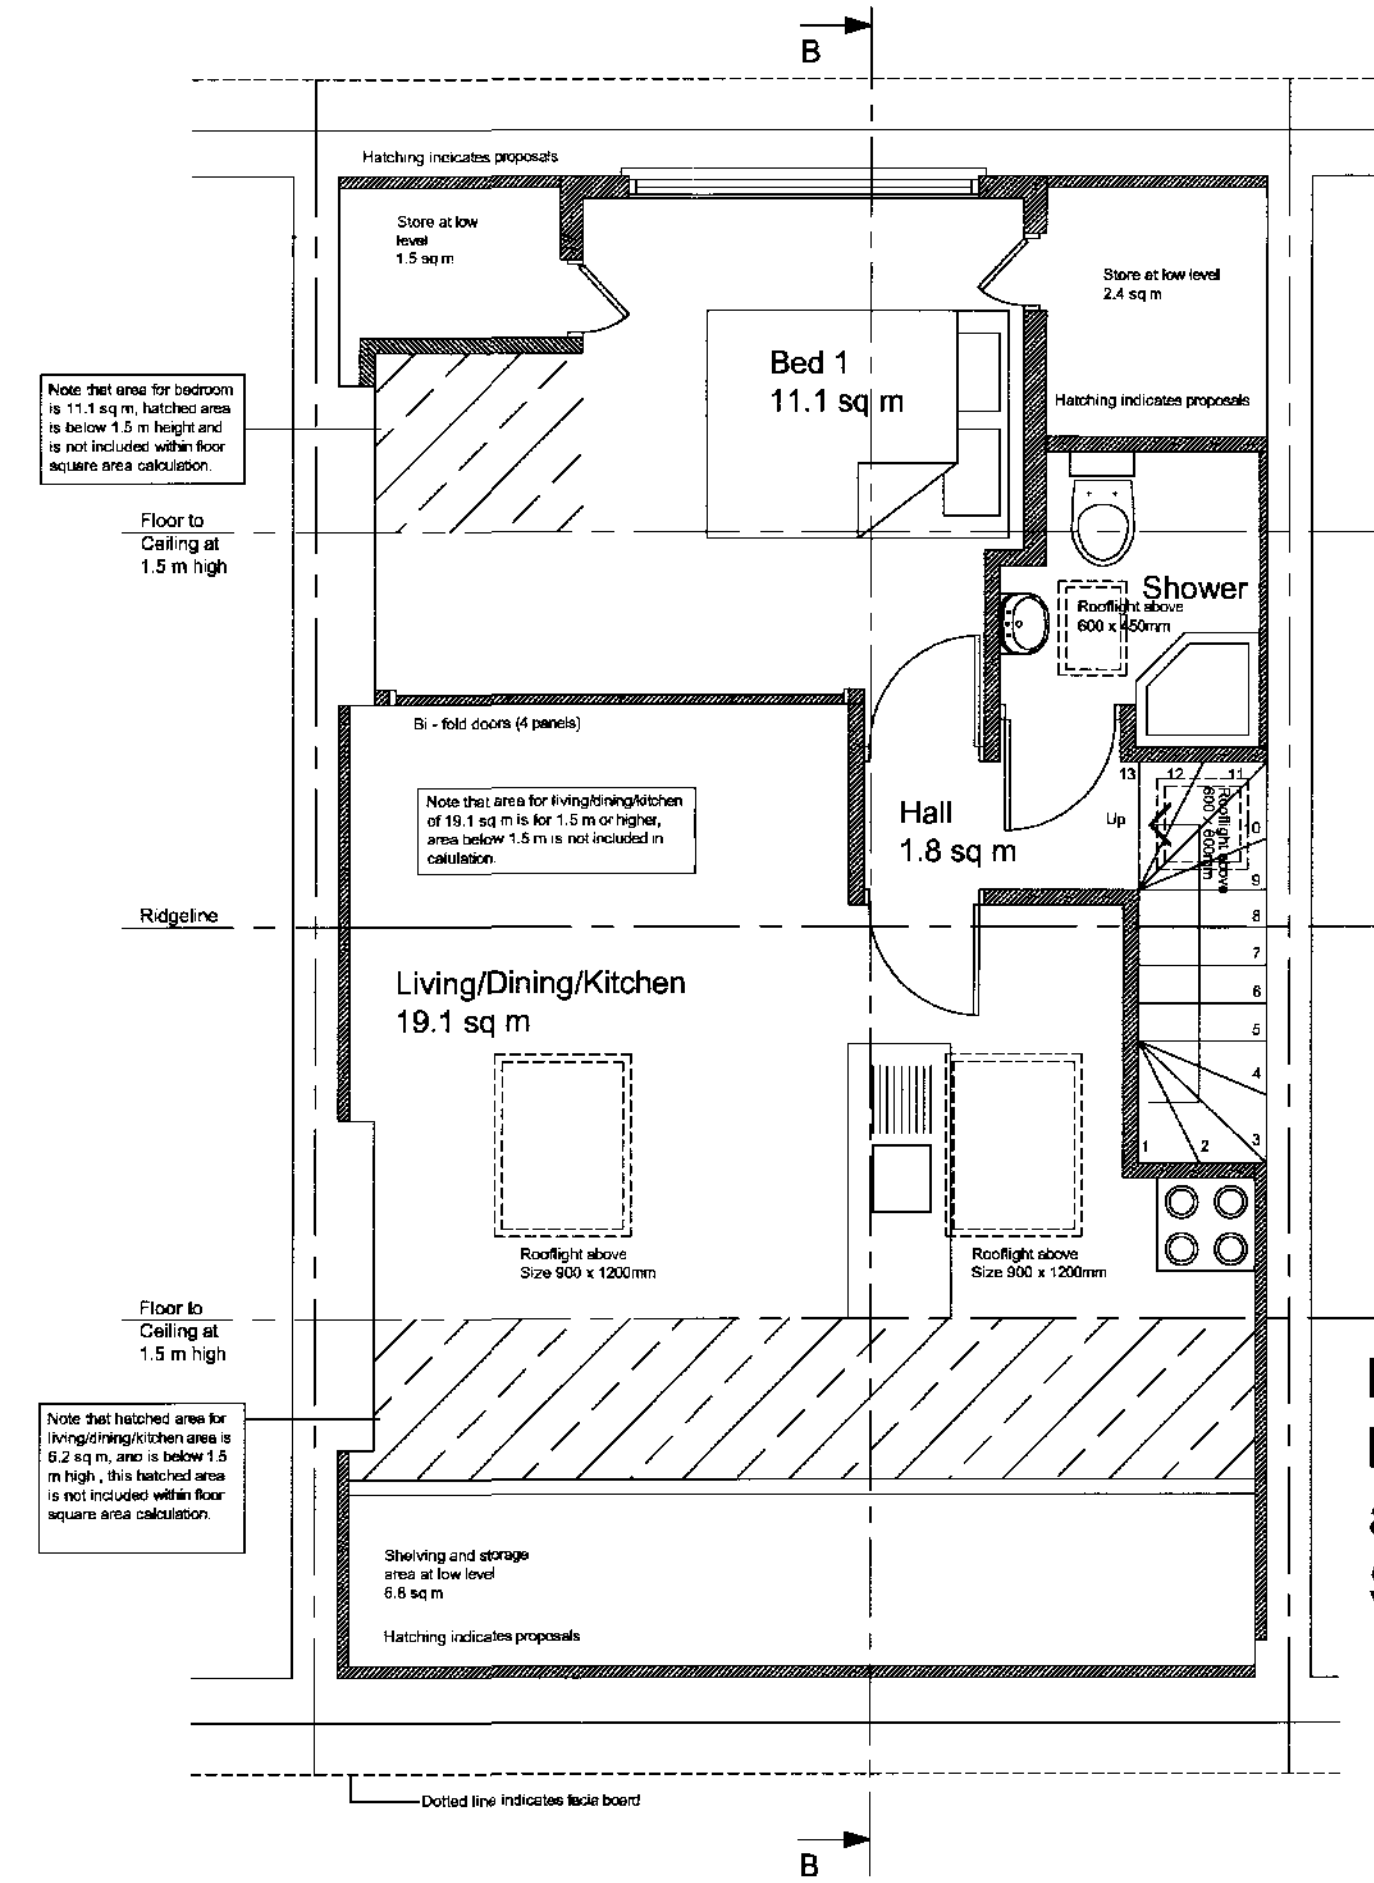 B
Hatching indicates proposals
Store at low
level
1.5 sq m
Store at low level
2.4 sq m
Bed 1
11.1 sq m
Note that area for bedroom
is 11.1 sq m, hatched area
is below 1.5 m height and
is not included within floor
square area calculation.
Hatching indicates proposals
Floor to
Ceiling at
1.5 m high
Shower
Rooflight above
600 x 450mm
Bi - fold doors (4 panels)
13
12
11
Up
Rooflight above
600 x 600mm
10
9
8
7
6
5
4
3
2
1
Note that area for living/dining/kitchen
of 19.1 sq m is for 1.5 m or higher,
area below 1.5 m is not included in
calulation.
Hall
1.8 sq m
Ridgeline
Living/Dining/Kitchen
19.1 sq m
Rooflight above
Size 900 x 1200mm
Rooflight above
Size 900 x 1200mm
Floor to
Ceiling at
1.5 m high
Note that hatched area for
living/dining/kitchen area is
6.2 sq m, and is below 1.5
m high , this hatched area
is not included within floor
square area calculation.
Shelving and storage
area at low level
6.8 sq m
Hatching indicates proposals
Dotted line indicates facia board
B